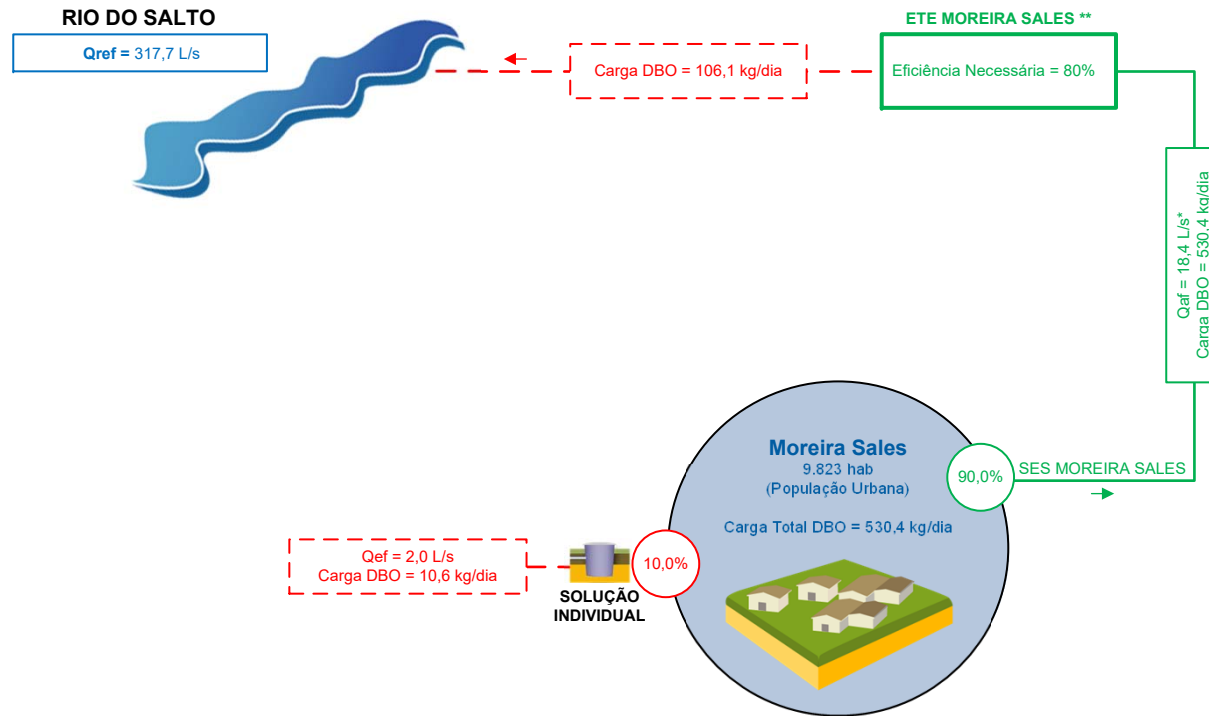 RIO DO SALTO
Qref = 317,7 L/s
Carga DBO = 106,1 kg/dia
ETE MOREIRA SALES **
Eficiência Necessária = 80%
Qaf = 18,4 L/s*
Carga DBO = 530,4 kg/dia
Moreira Sales
9.823 hab
(População Urbana)
Carga Total DBO = 530,4 kg/dia
90,0%
SES MOREIRA SALES
10,0%
Qef = 2,0 L/s
Carga DBO = 10,6 kg/dia
SOLUÇÃO
INDIVIDUAL